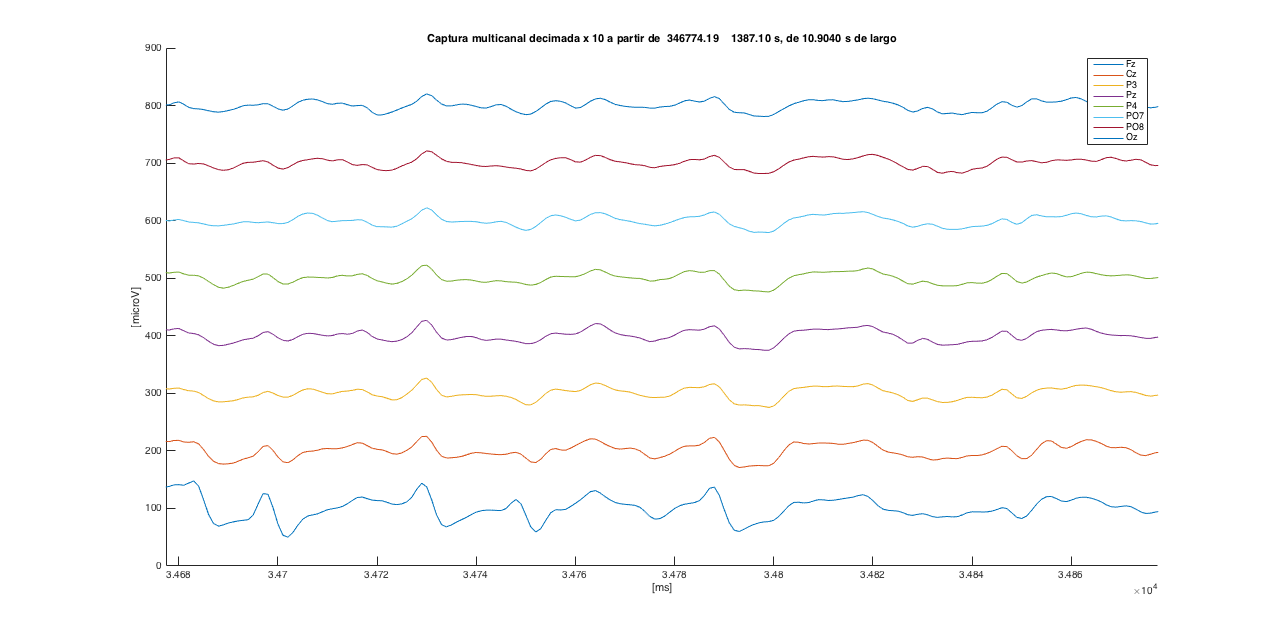 Captura multicanal decimada x 10 a partir de 346774.19 1387.10 s, de 10.9040 s de largo
900
800
700
600
500
400
300
200
100
0
[microV]
Fz
Cz
P3
Pz
P4
PO7
PO8
Oz
3.468 3.47 3.472 3.474 3.476 3.478 3.48 3.482 3.484 3.486
[ms]
×10⁴